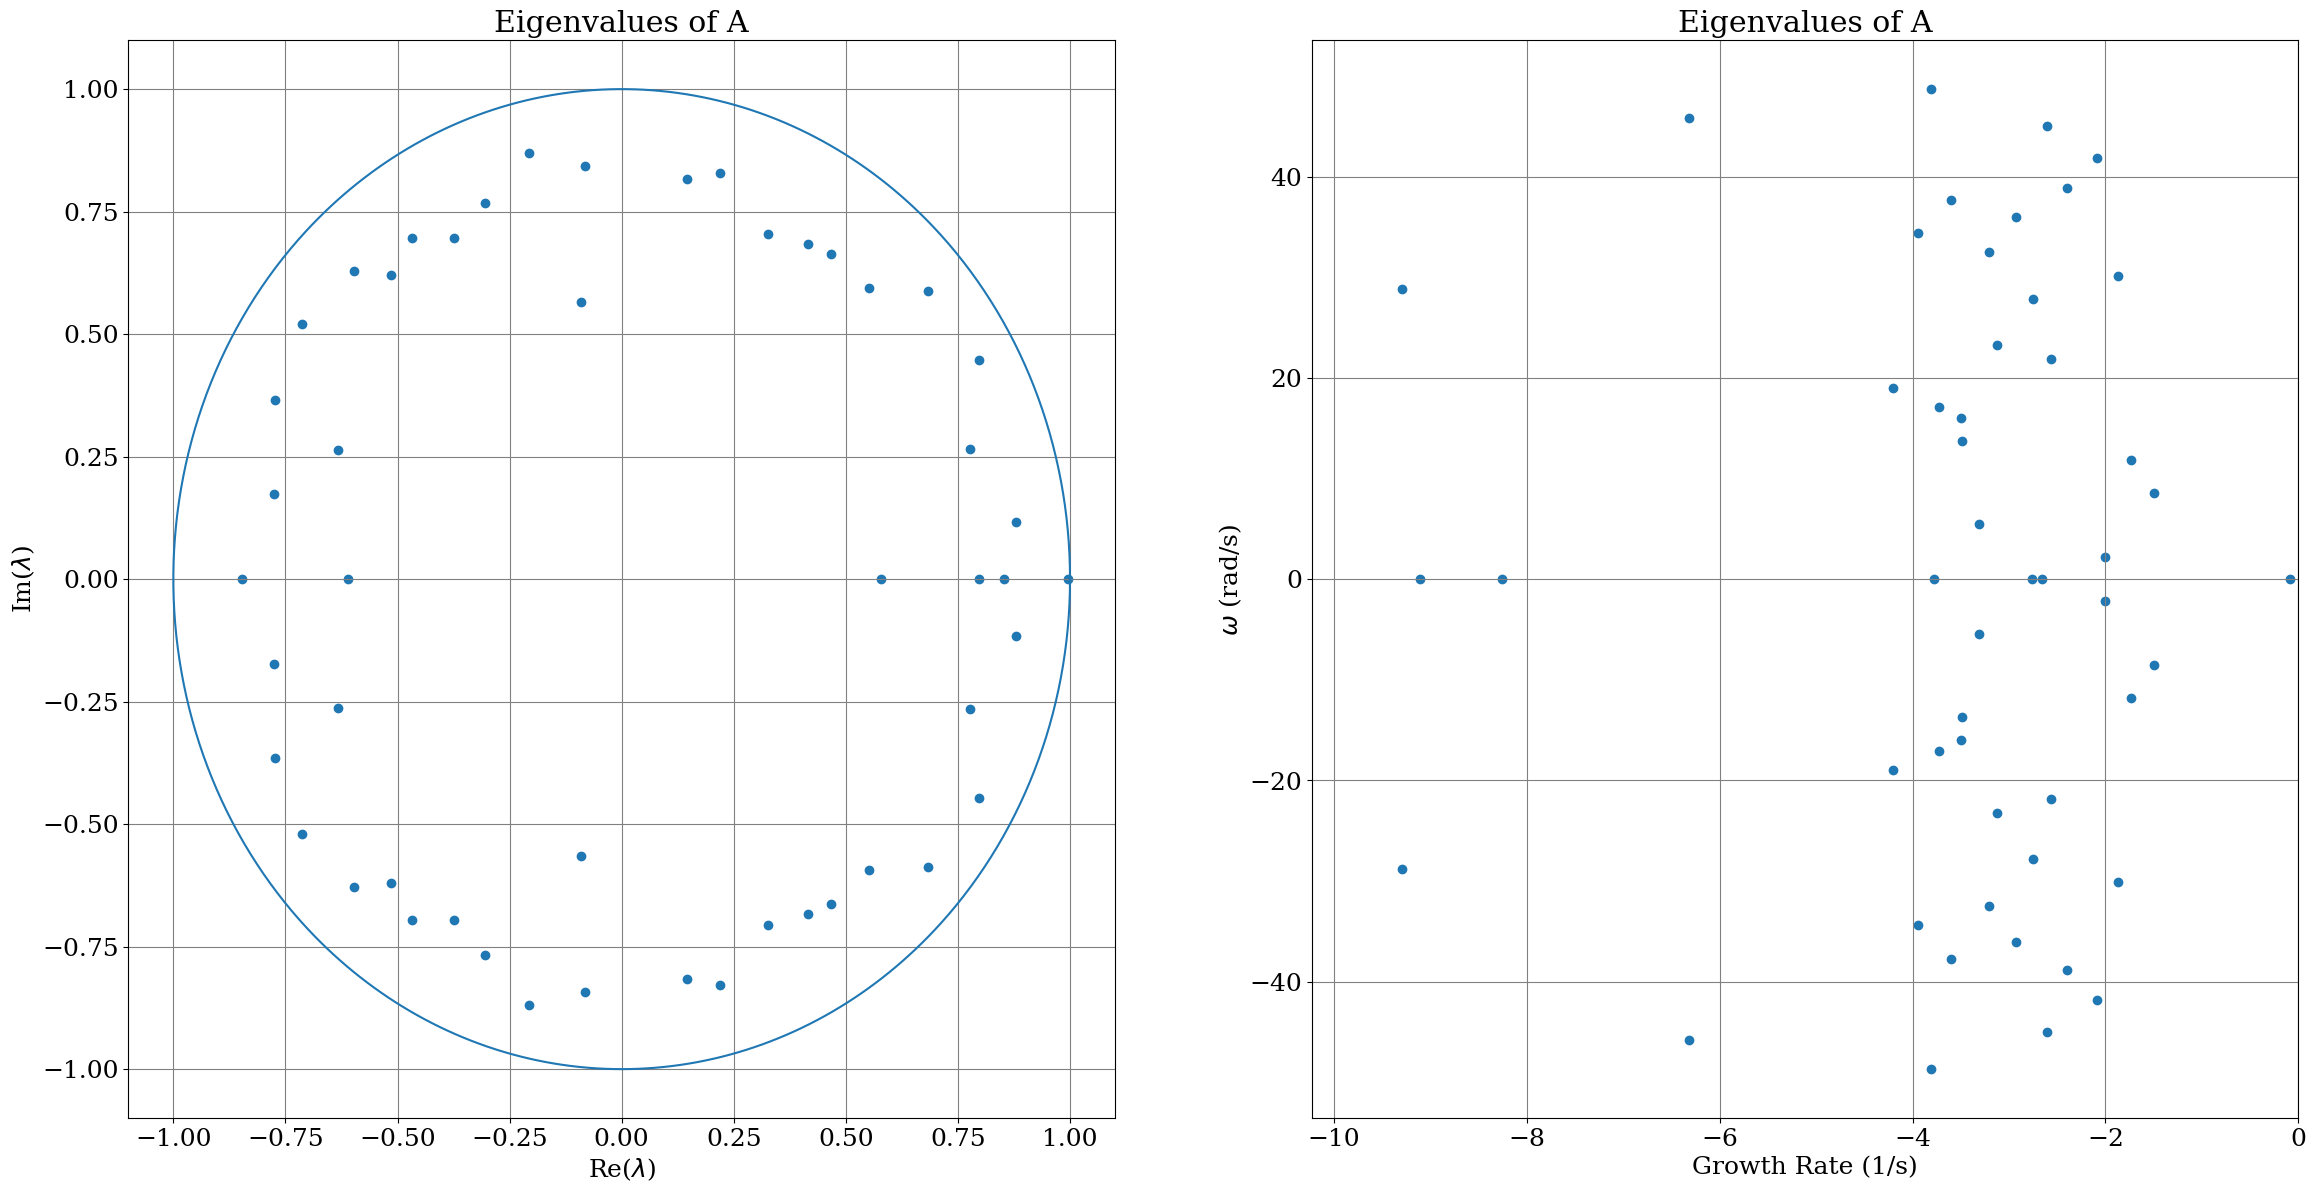 Eigenvalues of A
1.00
0.75
0.50
0.25
0.00
−0.25
−0.50
−0.75
−1.00
Im(λ)
−1.00 −0.75 −0.50 −0.25 0.00 0.25 0.50 0.75 1.00
Re(λ)
Eigenvalues of A
40
20
0
−20
−40
ω (rad/s)
−10 −8 −6 −4 −2 0
Growth Rate (1/s)